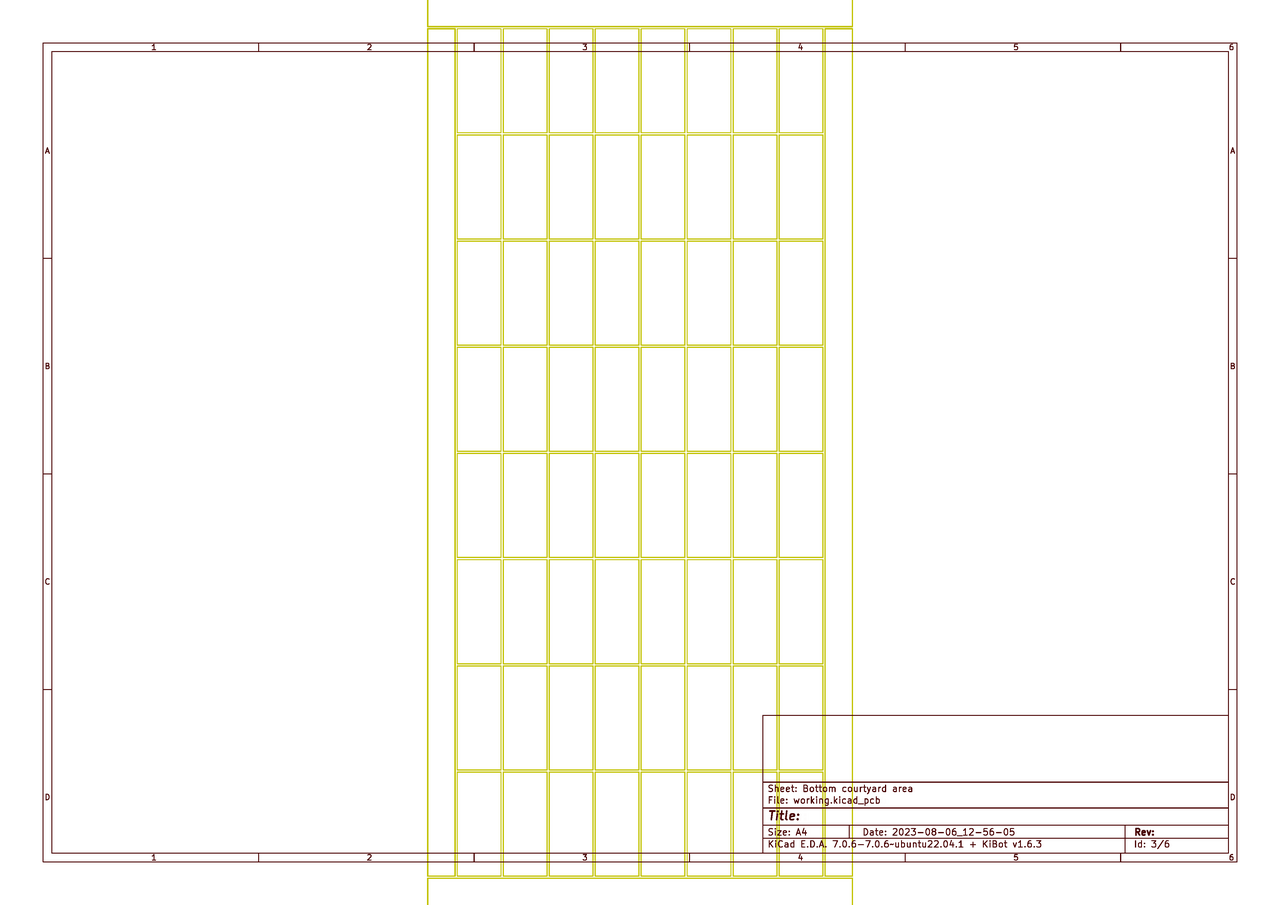 1 2 3 4 5 6
A A
B B
C C
D D
Sheet: Bottom courtyard area
File: working.kicad_pcb
Title:
Size: A4 Date: 2023-08-06_12-56-05 Rev:
KiCad E.D.A. 7.0.6-7.0.6~ubuntu22.04.1 + KiBot v1.6.3 Id: 3/6
1 2 3 4 5 6